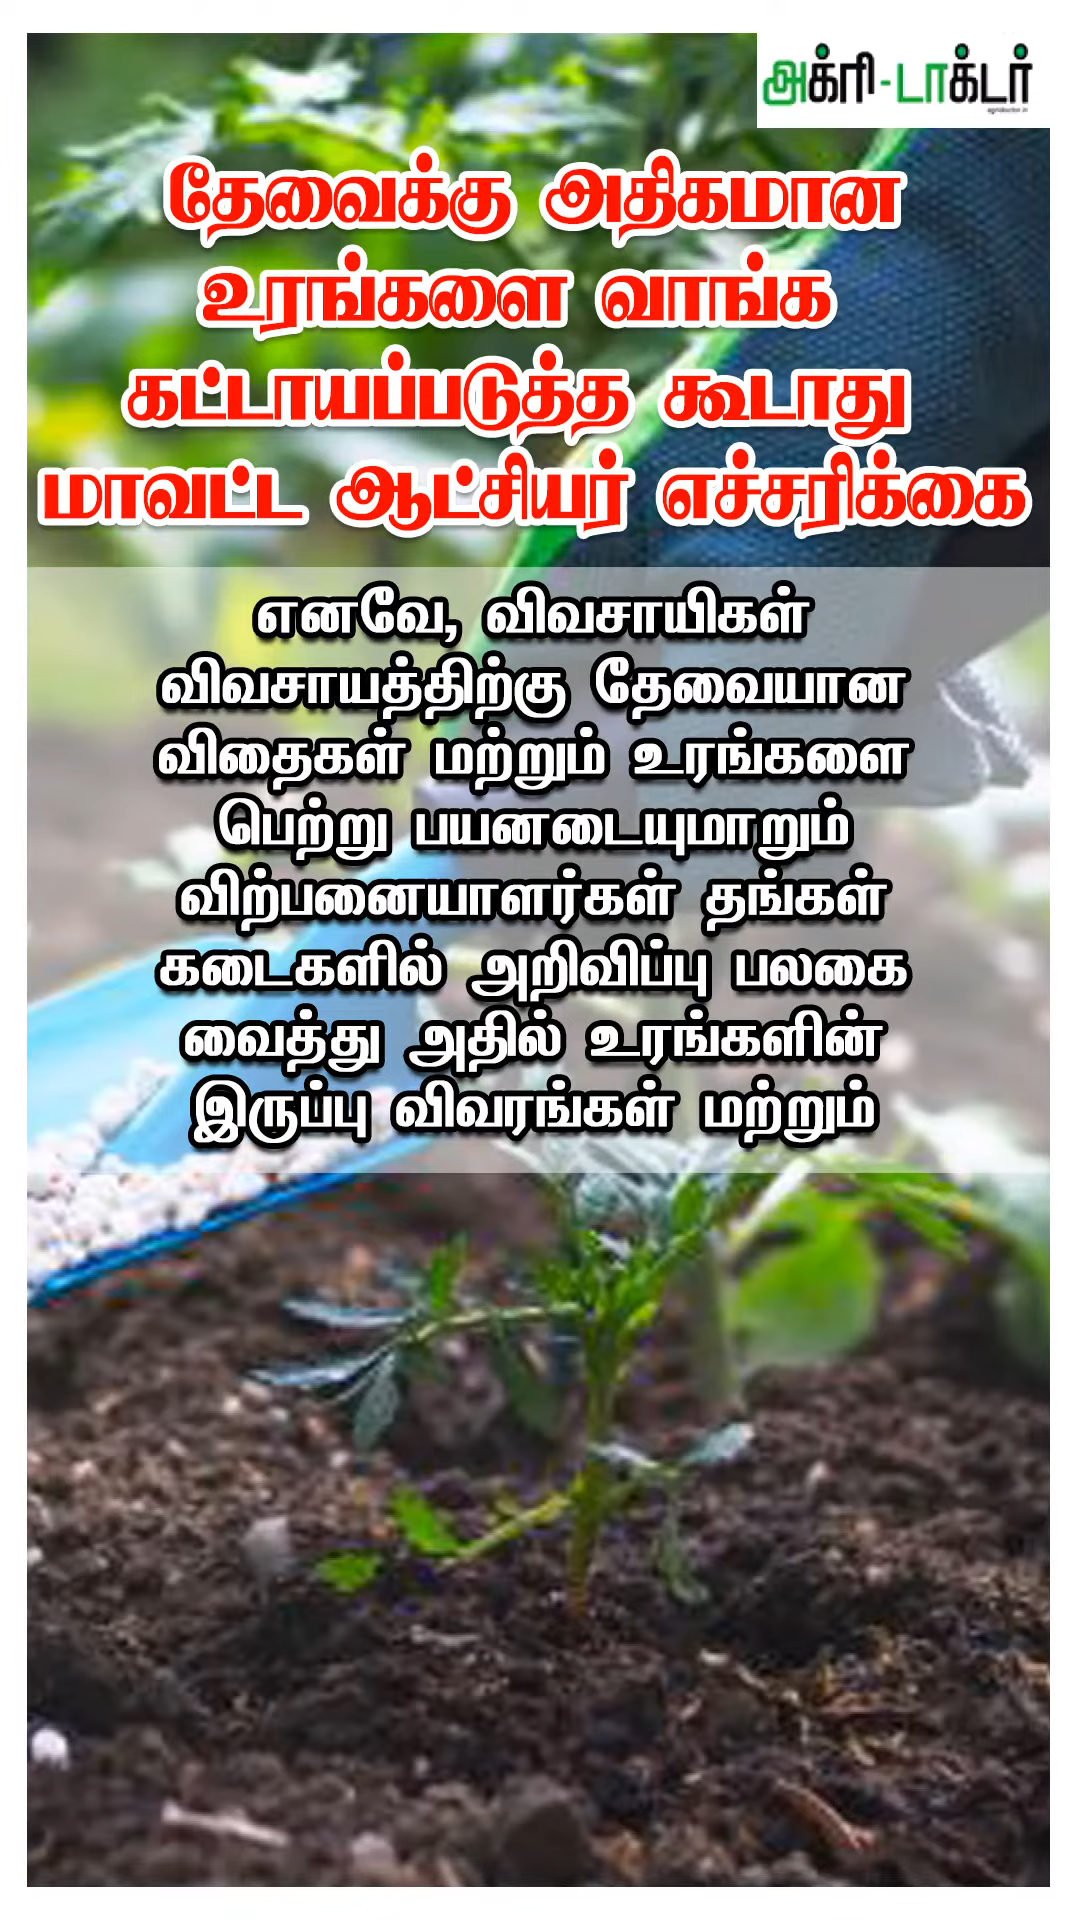 அக்ரி-டாக்டர்
தேவைக்கு அதிகமான
உரங்களை வாங்க
கட்டாயப்படுத்த கூடாது
மாவட்ட ஆட்சியர் எச்சரிக்கை
எனவே, விவசாயிகள்
விவசாயத்திற்கு தேவையான
விதைகள் மற்றும் உரங்களை
பெற்று பயனடையுமாறும்
விற்பனையாளர்கள் தங்கள்
கடைகளில் அறிவிப்பு பலகை
வைத்து அதில் உரங்களின்
இருப்பு விவரங்கள் மற்றும்